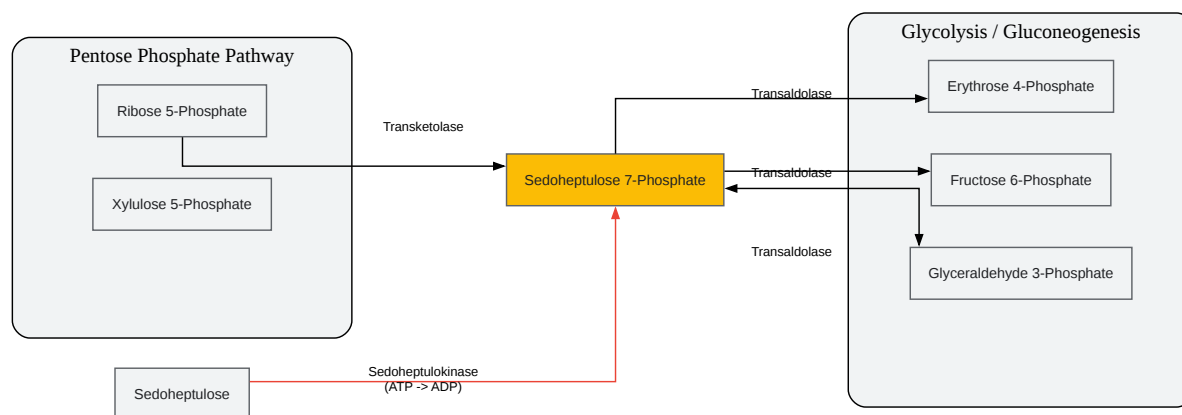 Pentose Phosphate Pathway
Ribose 5-Phosphate
Xylulose 5-Phosphate
Transketolase
Sedoheptulose 7-Phosphate
Glycolysis / Gluconeogenesis
Transaldolase
Erythrose 4-Phosphate
Transaldolase
Fructose 6-Phosphate
Transaldolase
Glyceraldehyde 3-Phosphate
Sedoheptulose
Sedoheptulokinase
(ATP -> ADP)